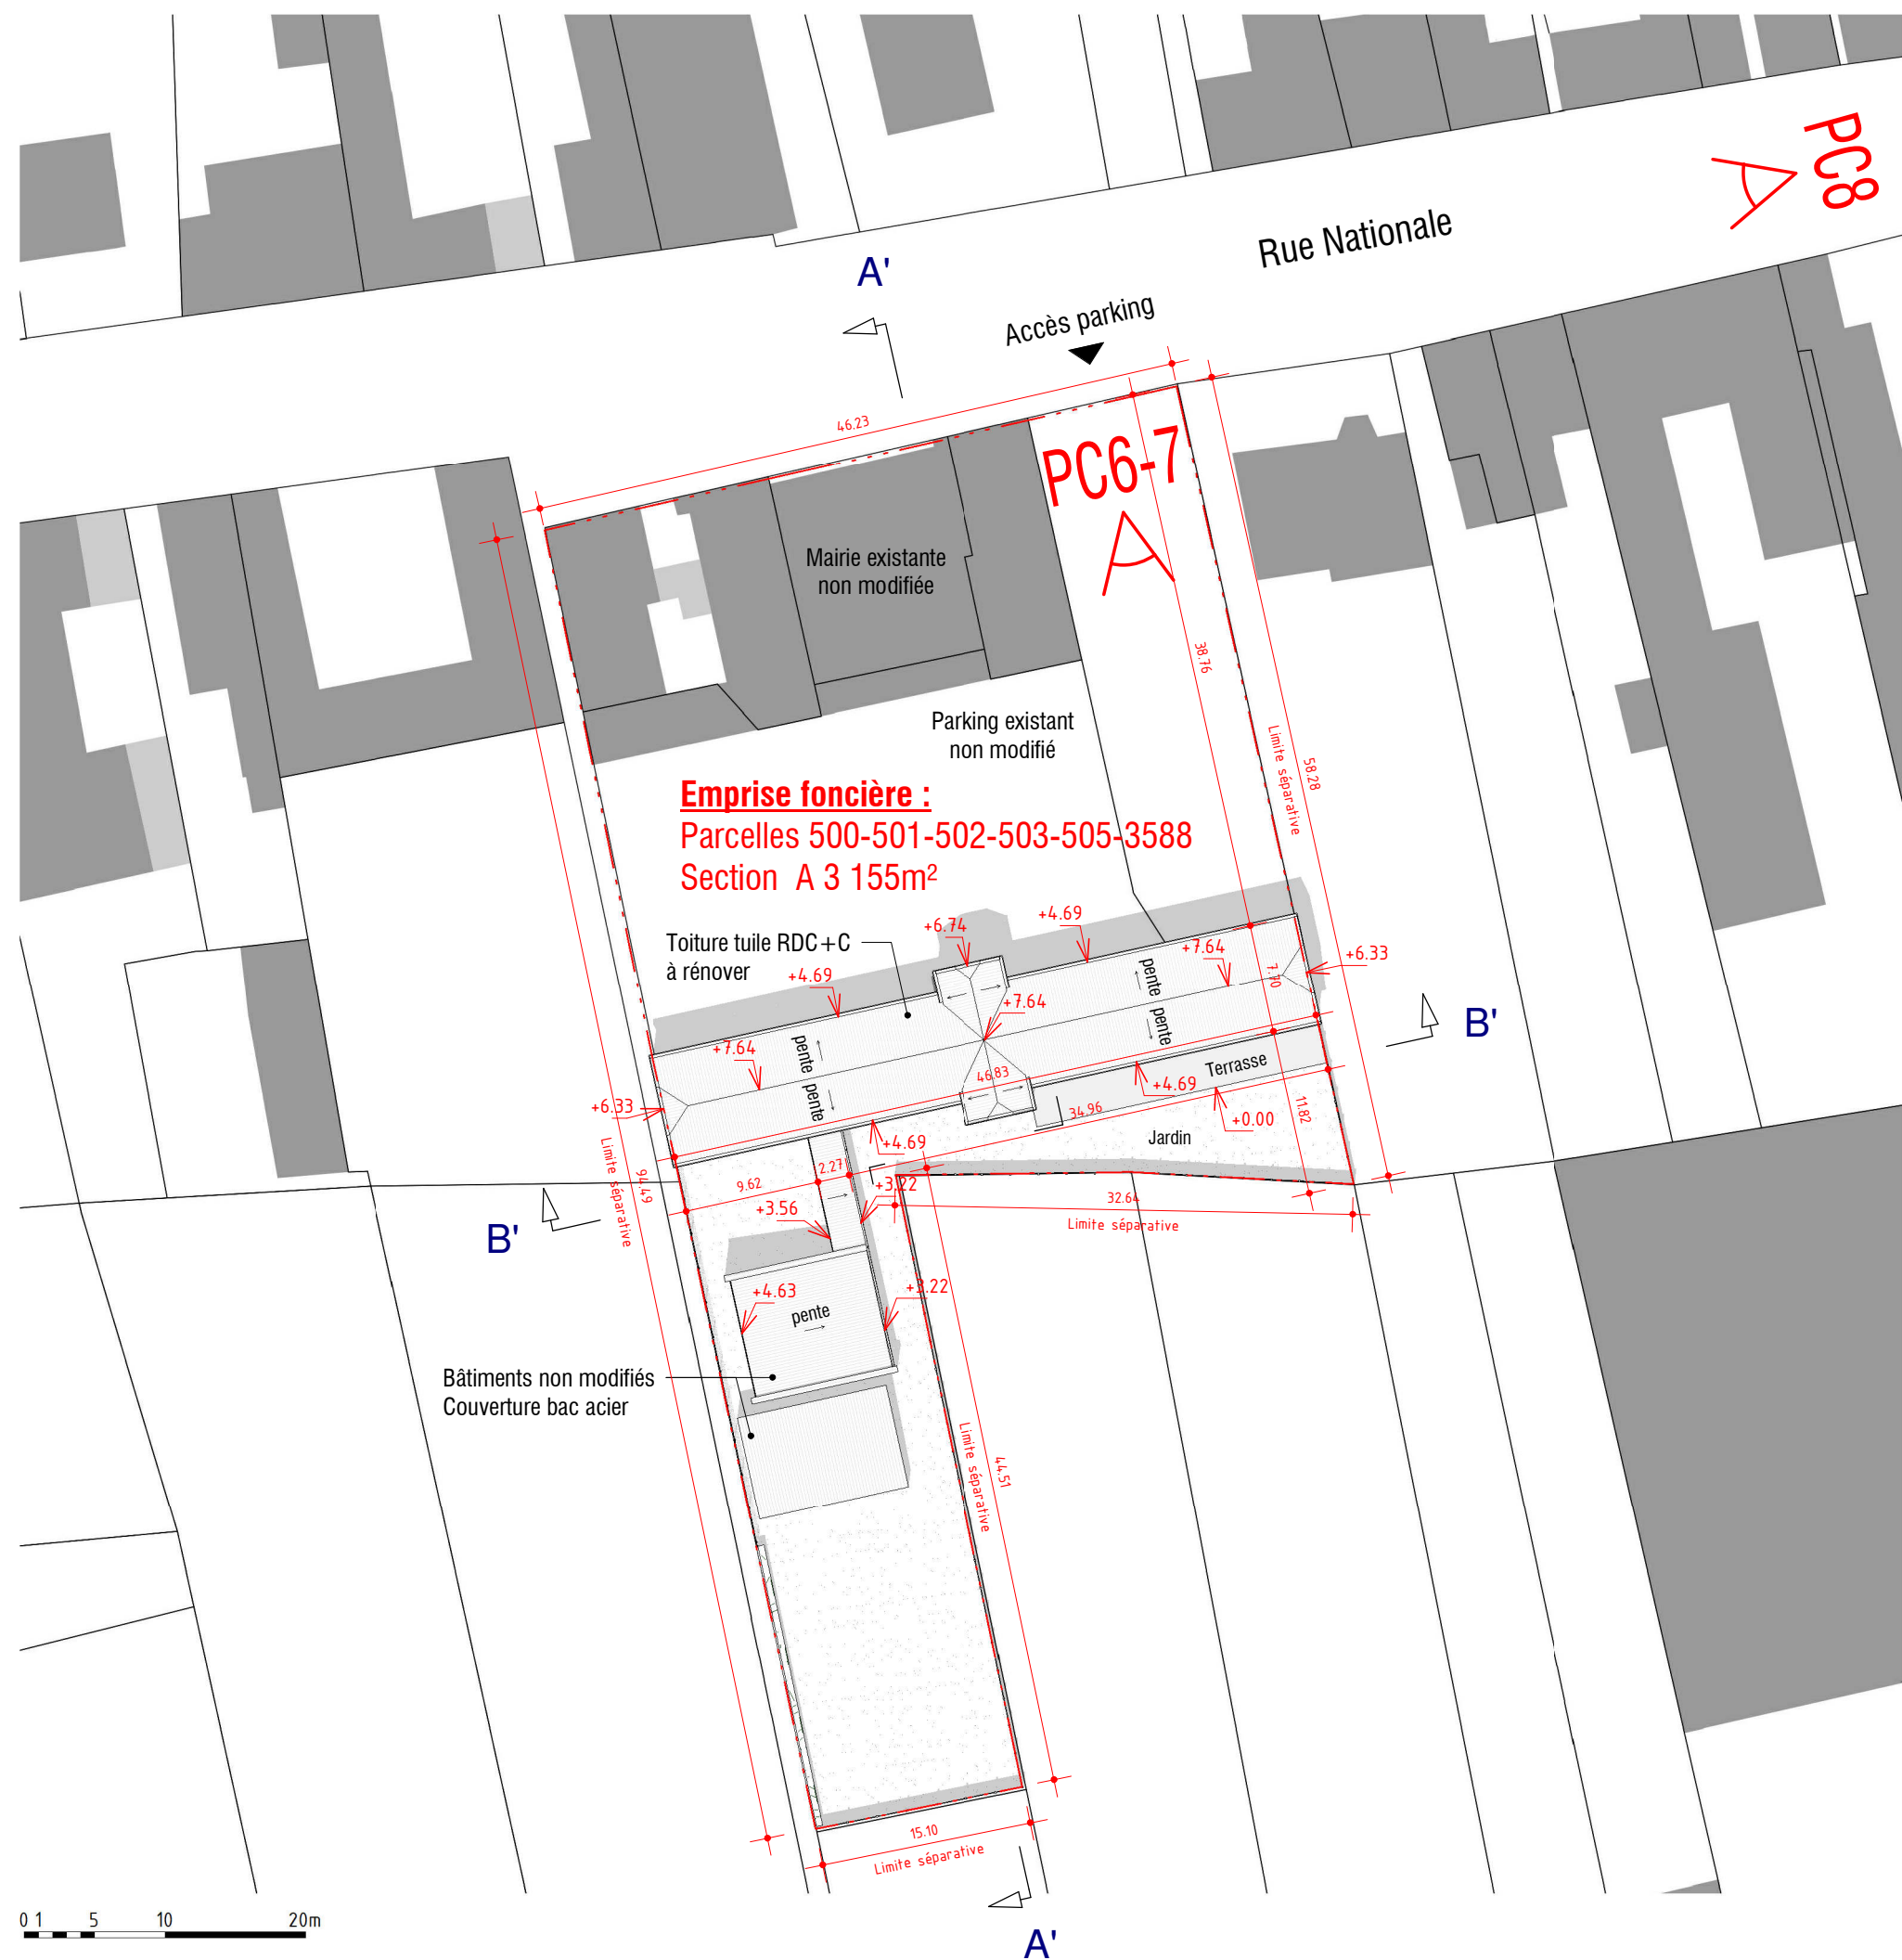 PC8
Rue Nationale
A'
Accès parking
46.23
PC6-7
Mairie existante
non modifiée
38.76
Parking existant
non modifié
Limite séparative
58.28
Emprise foncière :
Parcelles 500-501-502-503-505-3588
Section A 3 155m²
Toiture tuile RDC+C
à rénover
+6.74
+4.69
+7.64
+6.33
+4.69
pente
7.70
+7.64
pente
B'
+7.64
pente
pente
46.83
Terrasse
+4.69
+6.33
34.96
+0.00
11.82
Jardin
+4.69
Limite séparative
94.49
9.62
2.27
+3.22
+3.56
32.64
Limite séparative
B'
+4.63
+3.22
pente
Bâtiments non modifiés
Couverture bac acier
Limite séparative
44.51
15.10
Limite séparative
0 1 5 10 20m
A'